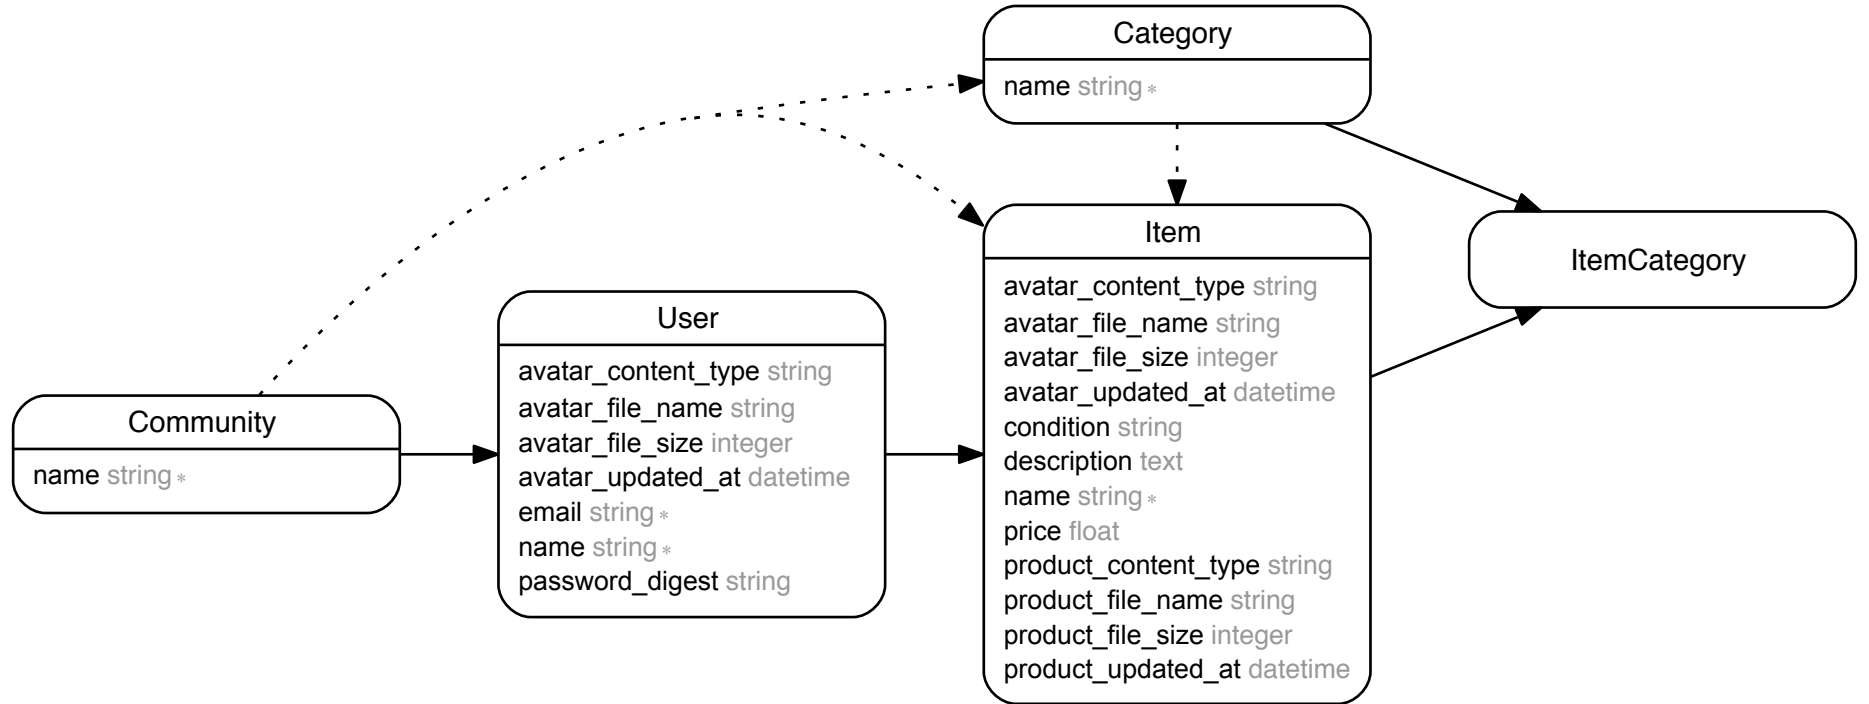 Category
name string *
Community
name string *
User
avatar_content_type string
avatar_file_name string
avatar_file_size integer
avatar_updated_at datetime
email string *
name string *
password_digest string
Item
avatar_content_type string
avatar_file_name string
avatar_file_size integer
avatar_updated_at datetime
condition string
description text
name string *
price float
product_content_type string
product_file_name string
product_file_size integer
product_updated_at datetime
ItemCategory